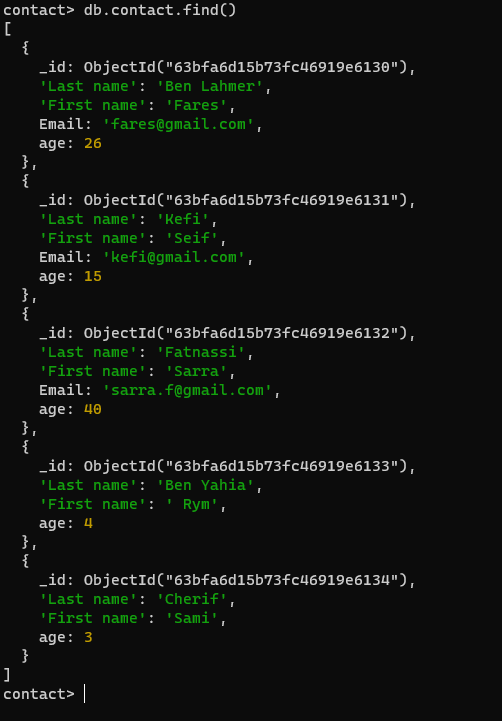 contact> db.contact.find()
[
  {
    _id: ObjectId("63bfa6d15b73fc46919e6130"),
    'Last name': 'Ben Lahmer',
    'First name': 'Fares',
    Email: 'fares@gmail.com',
    age: 26
  },
  {
    _id: ObjectId("63bfa6d15b73fc46919e6131"),
    'Last name': 'Kefi',
    'First name': 'Seif',
    Email: 'kefi@gmail.com',
    age: 15
  },
  {
    _id: ObjectId("63bfa6d15b73fc46919e6132"),
    'Last name': 'Fatnassi',
    'First name': 'Sarra',
    Email: 'sarra.f@gmail.com',
    age: 40
  },
  {
    _id: ObjectId("63bfa6d15b73fc46919e6133"),
    'Last name': 'Ben Yahia',
    'First name': ' Rym',
    age: 4
  },
  {
    _id: ObjectId("63bfa6d15b73fc46919e6134"),
    'Last name': 'Cherif',
    'First name': 'Sami',
    age: 3
  }
]
contact>